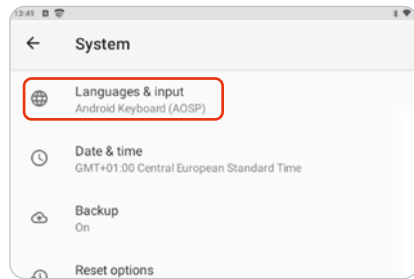 13:49
System
Languages & input
Android Keyboard (AOSP)
Date & time
GMT+01:00 Central European Standard Time
Backup
On
Reset options